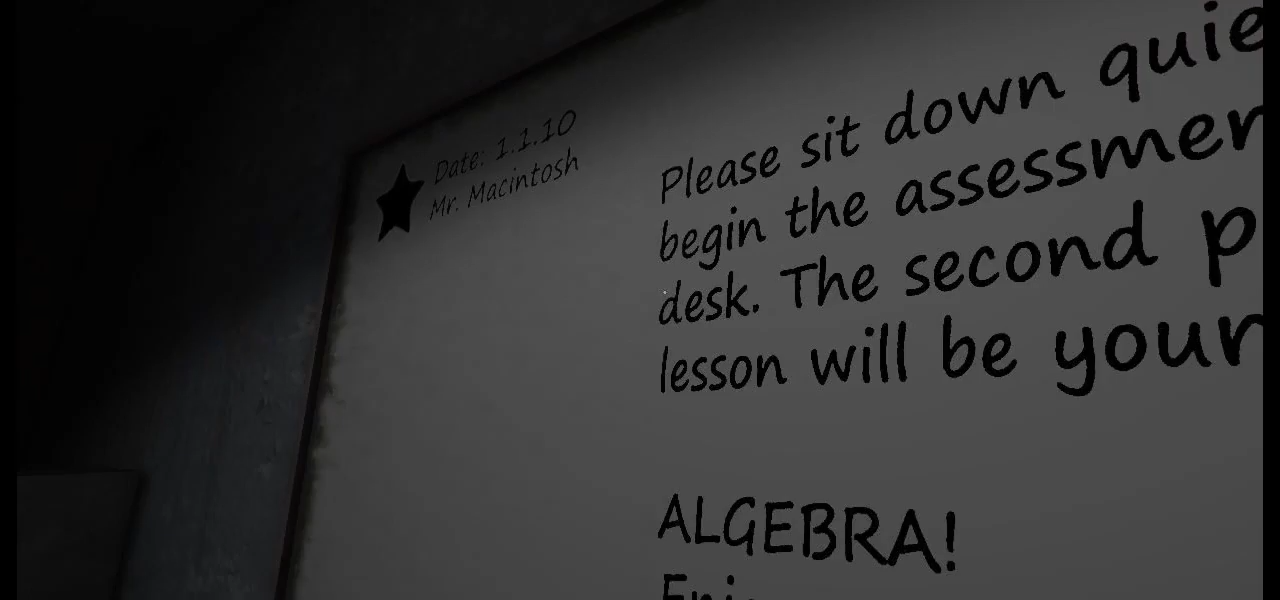 Date: 1.1.10
Mr. Macintosh
Please sit down quie
begin the assessmer
desk. The second p
lesson will be your
ALGEBRA!